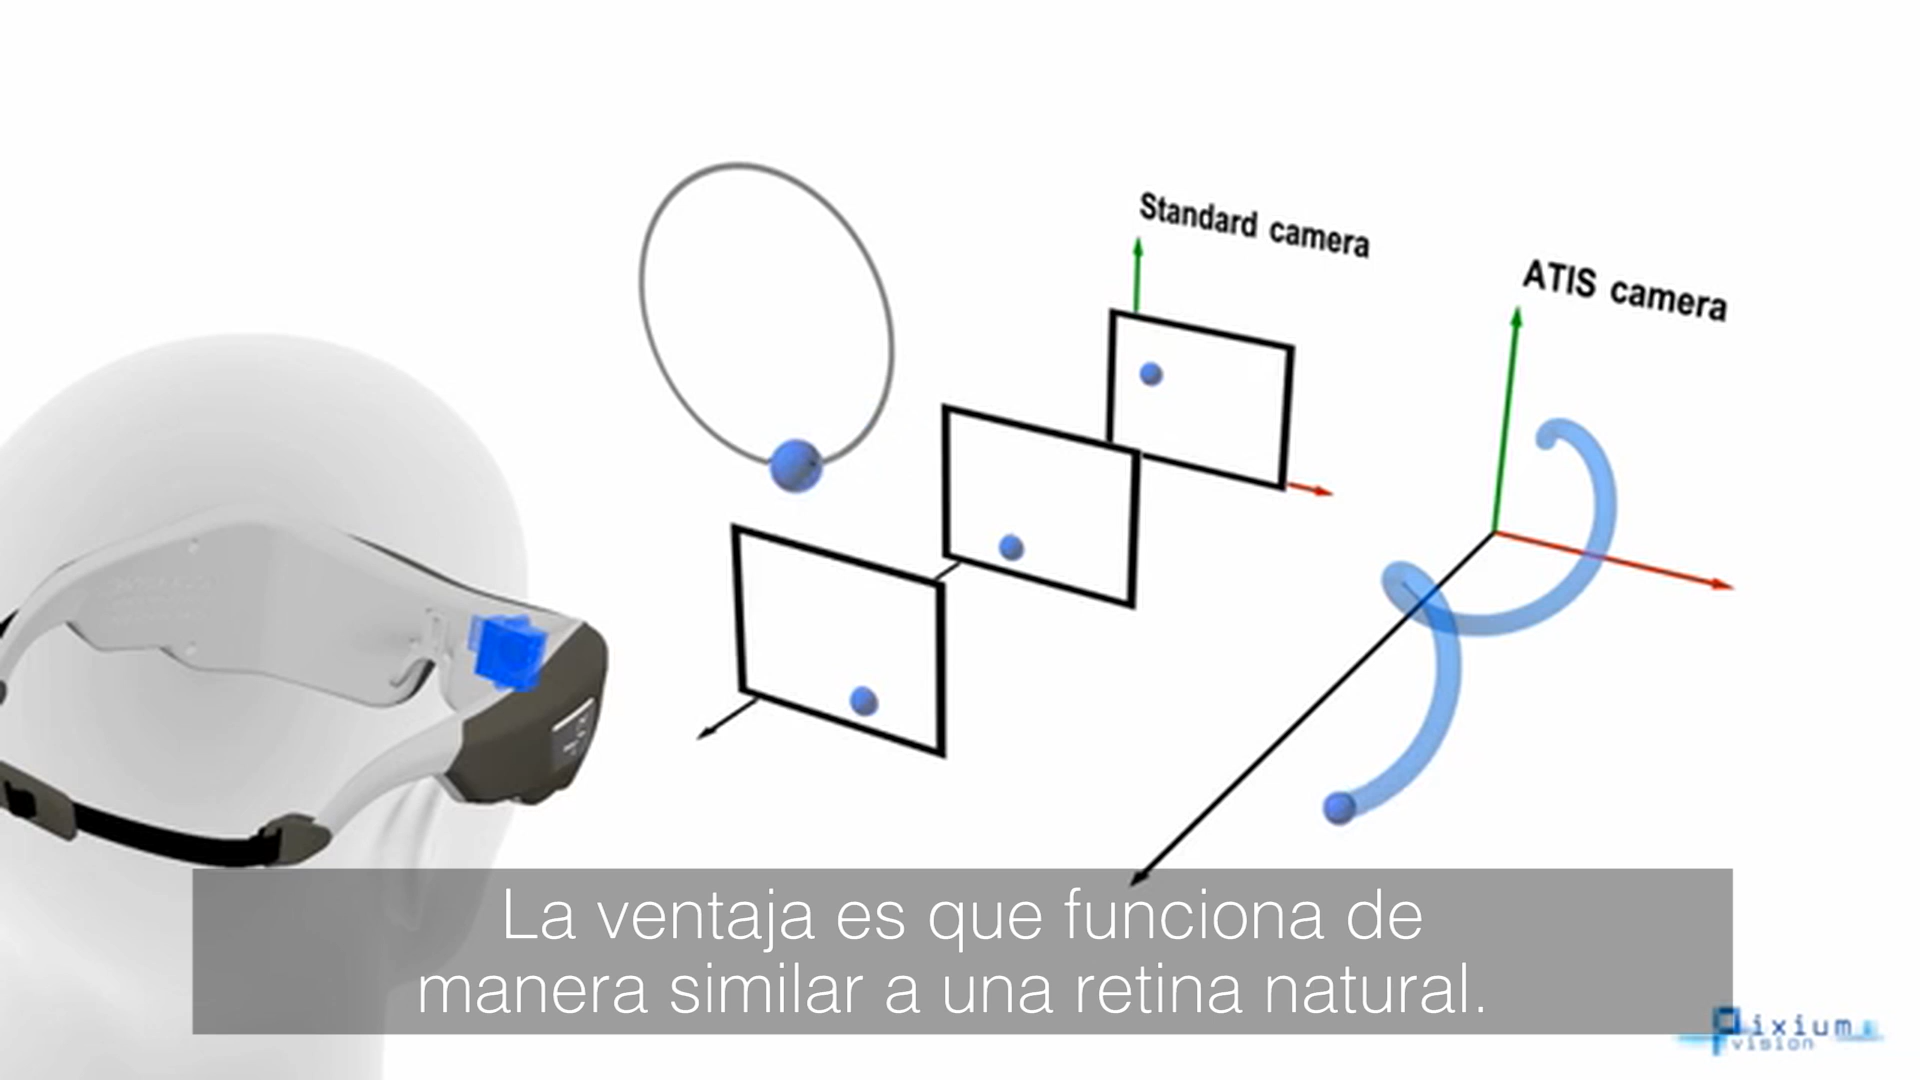 Standard camera
ATIS camera
La ventaja es que funciona de
manera similar a una retina natural.
pixium
vision